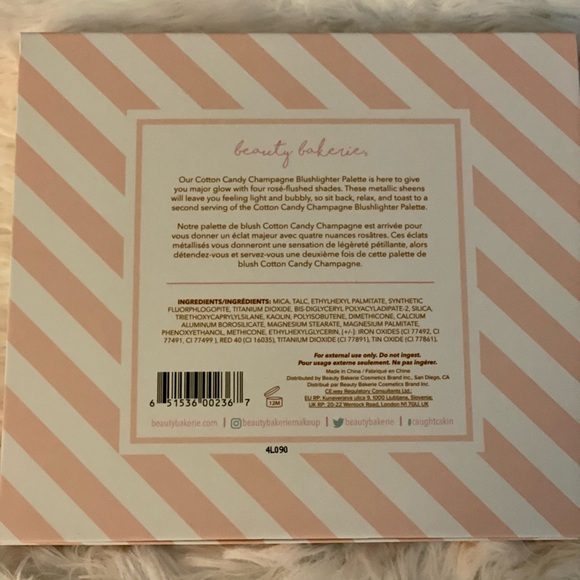 beauty bakerie®
Our Cotton Candy Champagne Blushlighter Palette is here to give
you major glow with four rosé-flushed shades. These metallic sheens
will leave you feeling light and bubbly, so sit back, relax, and toast to a
second serving of the Cotton Candy Champagne Blushlighter Palette.
Notre palette de blush Cotton Candy Champagne est arrivée pour
vous donner un éclat majeur avec quatre nuances rosâtres. Ces éclats
métallisés vous donneront une sensation de légèreté pétillante, alors
détendez-vous et servez-vous une deuxième fois de cette palette de
blush Cotton Candy Champagne.
INGREDIENTS/INGRÉDIENTS: MICA, TALC, ETHYLHEXYL PALMITATE, SYNTHETIC
FLUORPHLOGOPITE, TITANIUM DIOXIDE, BIS-DIGLYCERYL POLYACYLADIPATE-2, SILICA,
TRIETHOXYCAPRYLYLSILANE, KAOLIN, POLYISOBUTENE, DIMETHICONE, CALCIUM
ALUMINUM BOROSILICATE, MAGNESIUM STEARATE, MAGNESIUM PALMITATE,
PHENOXYETHANOL, METHICONE, ETHYLHEXYLGLYCERIN. [+/-]: IRON OXIDES (CI 77492, CI
77491, CI 77499 ), RED 40 (CI 16035), TITANIUM DIOXIDE (CI 77891), TIN OXIDE (CI 77861).
For external use only. Do not ingest.
Pour usage externe seulement. Ne pas ingérer.
Made in China / Fabriqué en China
Distributed by Beauty Bakerie Cosmetics Brand Inc., San Diego, CA
Distribué par Beauty Bakerie Cosmetics Brand Inc.
CE.way Regulatory Consultants Ltd.
EU RP: Kunaverjeva ulica 9, 1000 Ljubljana, Slovenia;
UK RP: 20-22 Wenlock Road, London N1 7GU, UK
6 51536 00236 7
12M
beautybakerie.com | beautybakeriemakeup | beautybakerie | #caughtcakin
4L090